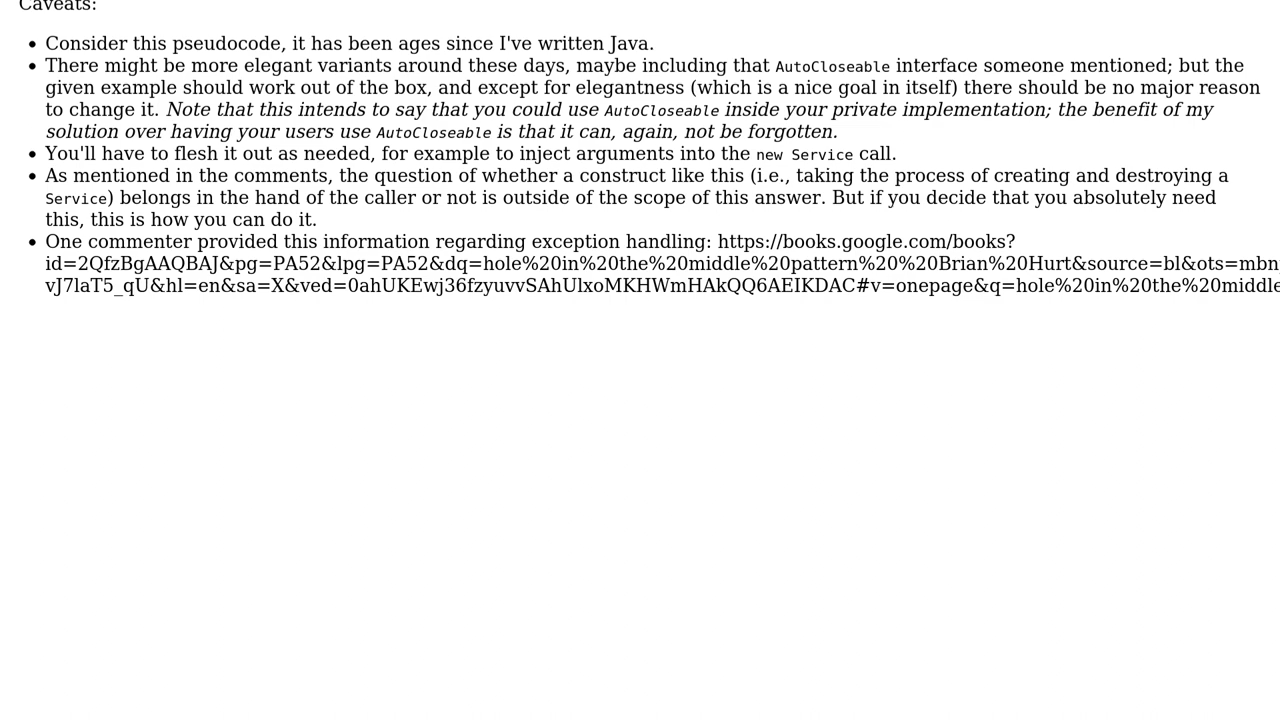 Caveats:
Consider this pseudocode, it has been ages since I've written Java.
There might be more elegant variants around these days, maybe including that AutoCloseable interface someone mentioned; but the
given example should work out of the box, and except for elegantness (which is a nice goal in itself) there should be no major reason
to change it. Note that this intends to say that you could use AutoCloseable inside your private implementation; the benefit of my
solution over having your users use AutoCloseable is that it can, again, not be forgotten.
You'll have to flesh it out as needed, for example to inject arguments into the new Service call.
As mentioned in the comments, the question of whether a construct like this (i.e., taking the process of creating and destroying a
Service) belongs in the hand of the caller or not is outside of the scope of this answer. But if you decide that you absolutely need
this, this is how you can do it.
One commenter provided this information regarding exception handling: https://books.google.com/books?
id=2QfzBgAAQBAJ&pg=PA52&lpg=PA52&dq=hole%20in%20the%20middle%20pattern%20%20Brian%20Hurt&source=bl&ots=mbn
vJ7laT5_qU&hl=en&sa=X&ved=0ahUKEwj36fzyuvvSAhUlxoMKHWmHAkQQ6AEIKDAC#v=onepage&q=hole%20in%20the%20middle